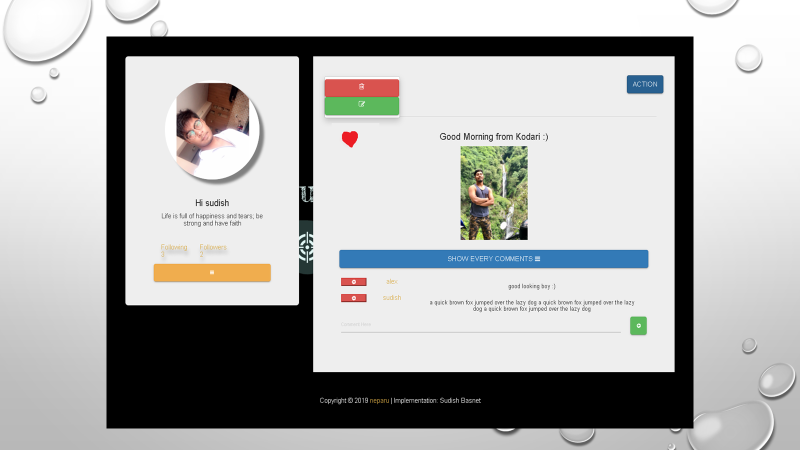 ACTION
Good Morning from Kodari :)
Hi sudish
Life is full of happiness and tears; be
strong and have faith
Following
Followers
2
SHOW EVERY COMMENTS
alex
good looking boy :)
sudish
a quick brown fox jumped over the lazy dog a quick brown fox jumped over the lazy
dog a quick brown fox jumped over the lazy dog
Comment Here
Copyright © 2019 neparu | Implementation: Sudish Basnet